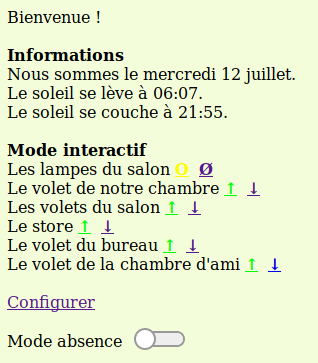 Bienvenue !
Informations
Nous sommes le mercredi 12 juillet.
Le soleil se lève à 06:07.
Le soleil se couche à 21:55.
Mode interactif
Les lampes du salon O Ø
Le volet de notre chambre ↑ ↓
Les volets du salon ↑ ↓
Le store ↑ ↓
Le volet du bureau ↑ ↓
Le volet de la chambre d'ami ↑ ↓
Configurer
Mode absence